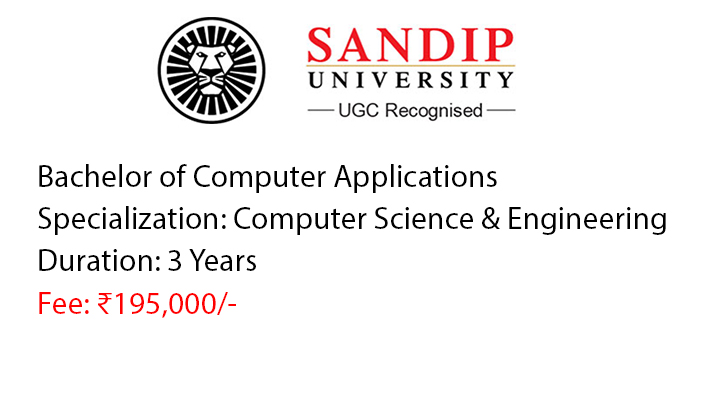 SANDIP
UNIVERSITY
UGC Recognised
Bachelor of Computer Applications
Specialization: Computer Science & Engineering
Duration: 3 Years
Fee: ₹195,000/-